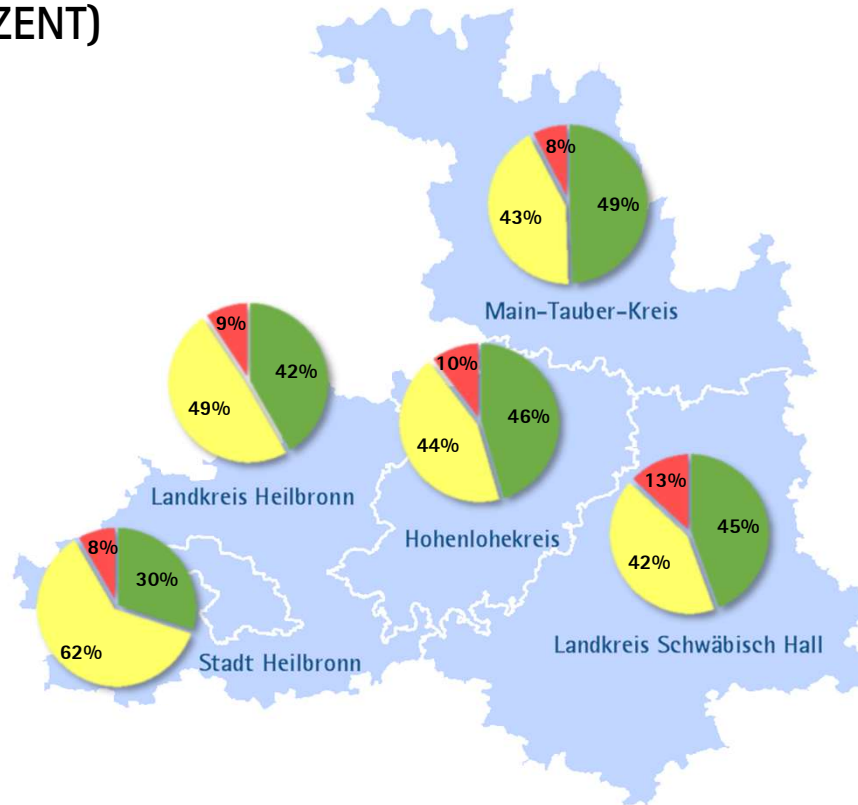 ZENT)
8%
49%
43%
Main-Tauber-Kreis
9%
42%
49%
Landkreis Heilbronn
10%
46%
44%
Hohenlohekreis
13%
45%
42%
Landkreis Schwäbisch Hall
8%
30%
62%
Stadt Heilbronn